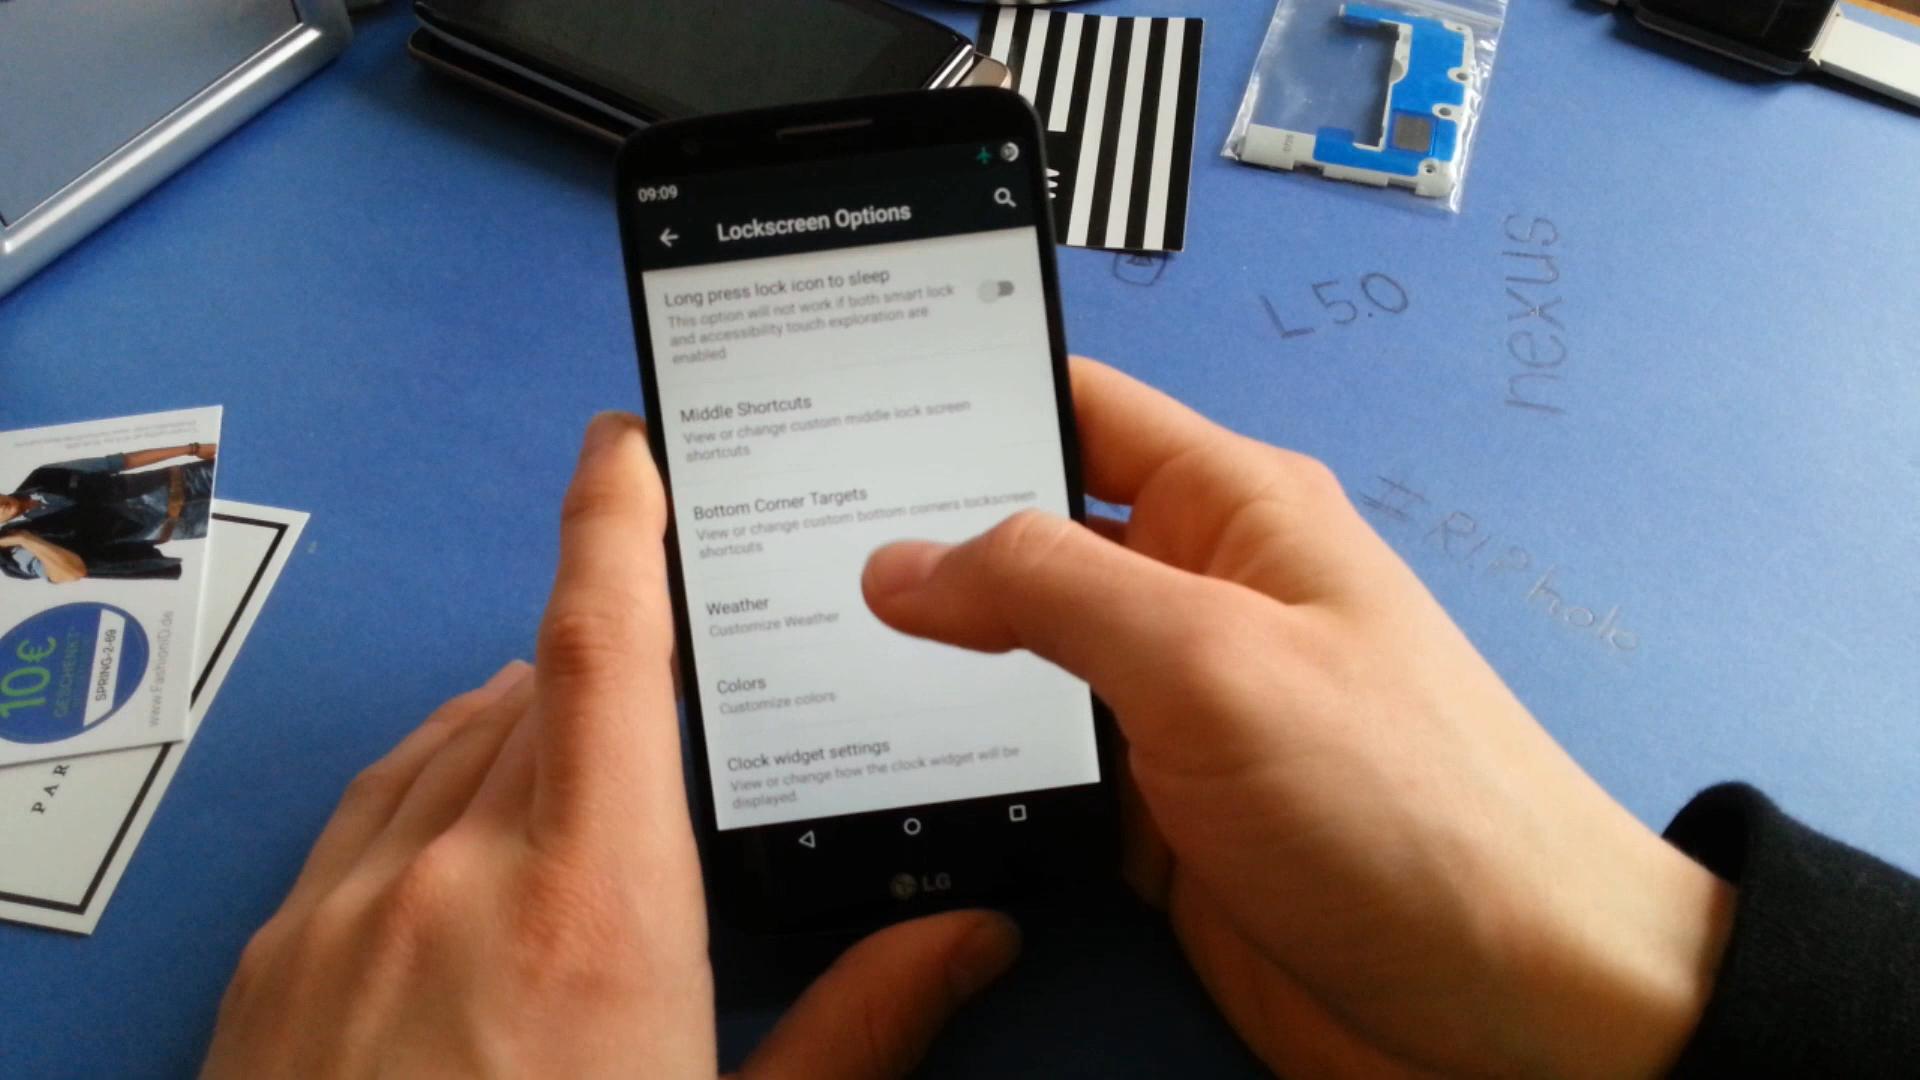 09:09
Lockscreen Options
Long press lock icon to sleep
This option will not work if both smart lock
and accessibility touch exploration are
enabled
Middle Shortcuts
View or change custom middle lock screen
shortcuts
Bottom Corner Targets
View or change custom bottom corners lockscreen
shortcuts
Weather
Customize Weather
Colors
Customize colors
Clock widget settings
View or change how the clock widget will be
displayed.
LG
L 5.0
nexus
10€
GESCHENKT*
SPRING-2-69
www.FashionID.de
PAR